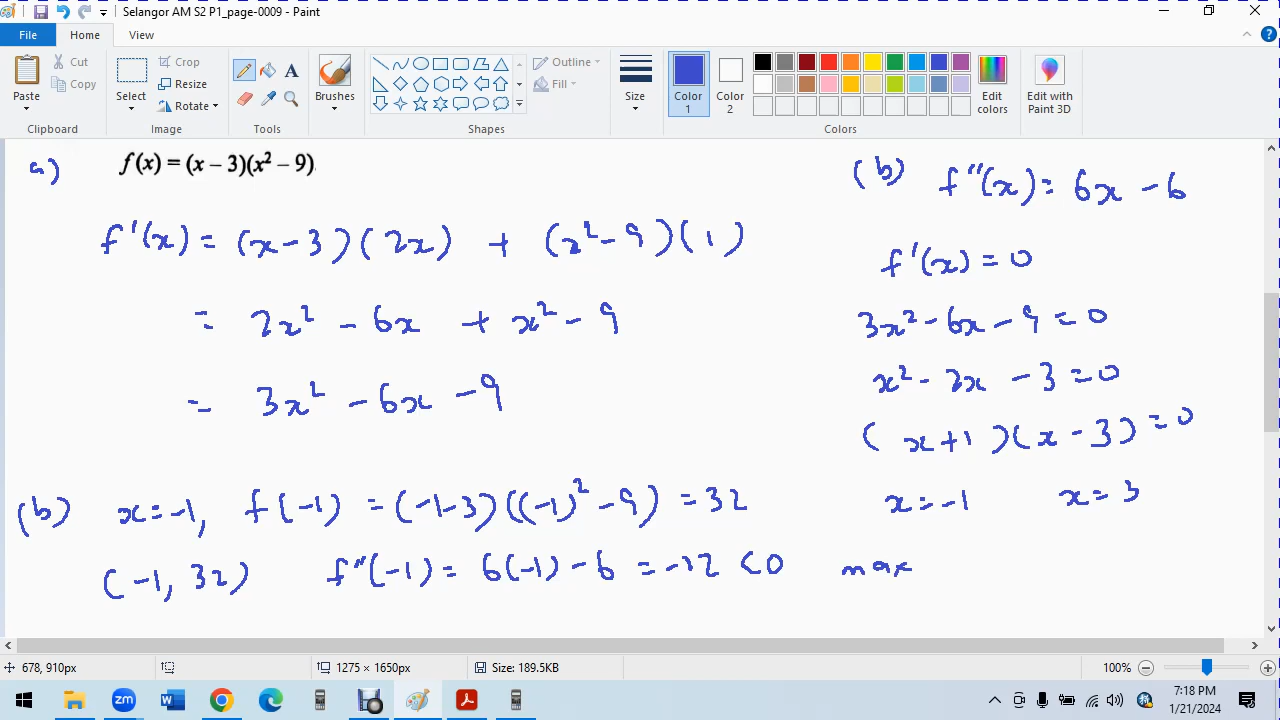 Selangor AM S2 P1_page-0009 - Paint
File Home View
Paste Cut Copy Clipboard
Select Crop Resize Rotate Image
Tools
Brushes
Shapes Outline Fill
Size
Color 1 Color 2 Edit colors Colors
Edit with Paint 3D
a) f(x) = (x – 3)(x² – 9)
f'(x) = (x-3)(2x) + (x²-9)(1)
= 2x² - 6x + x² - 9
= 3x² - 6x - 9
(b) f''(x) = 6x - 6
f'(x) = 0
3x² - 6x - 9 = 0
x² - 2x - 3 = 0
(x+1)(x-3) = 0
x = -1 x = 3
(b) x = -1, f(-1) = (-1-3)((-1)² - 9) = 32
(-1, 32) f''(-1) = 6(-1) - 6 = -12 < 0 max
678, 910px 1275 × 1650px Size: 189.5KB 100%
7:18 PM
1/21/2024